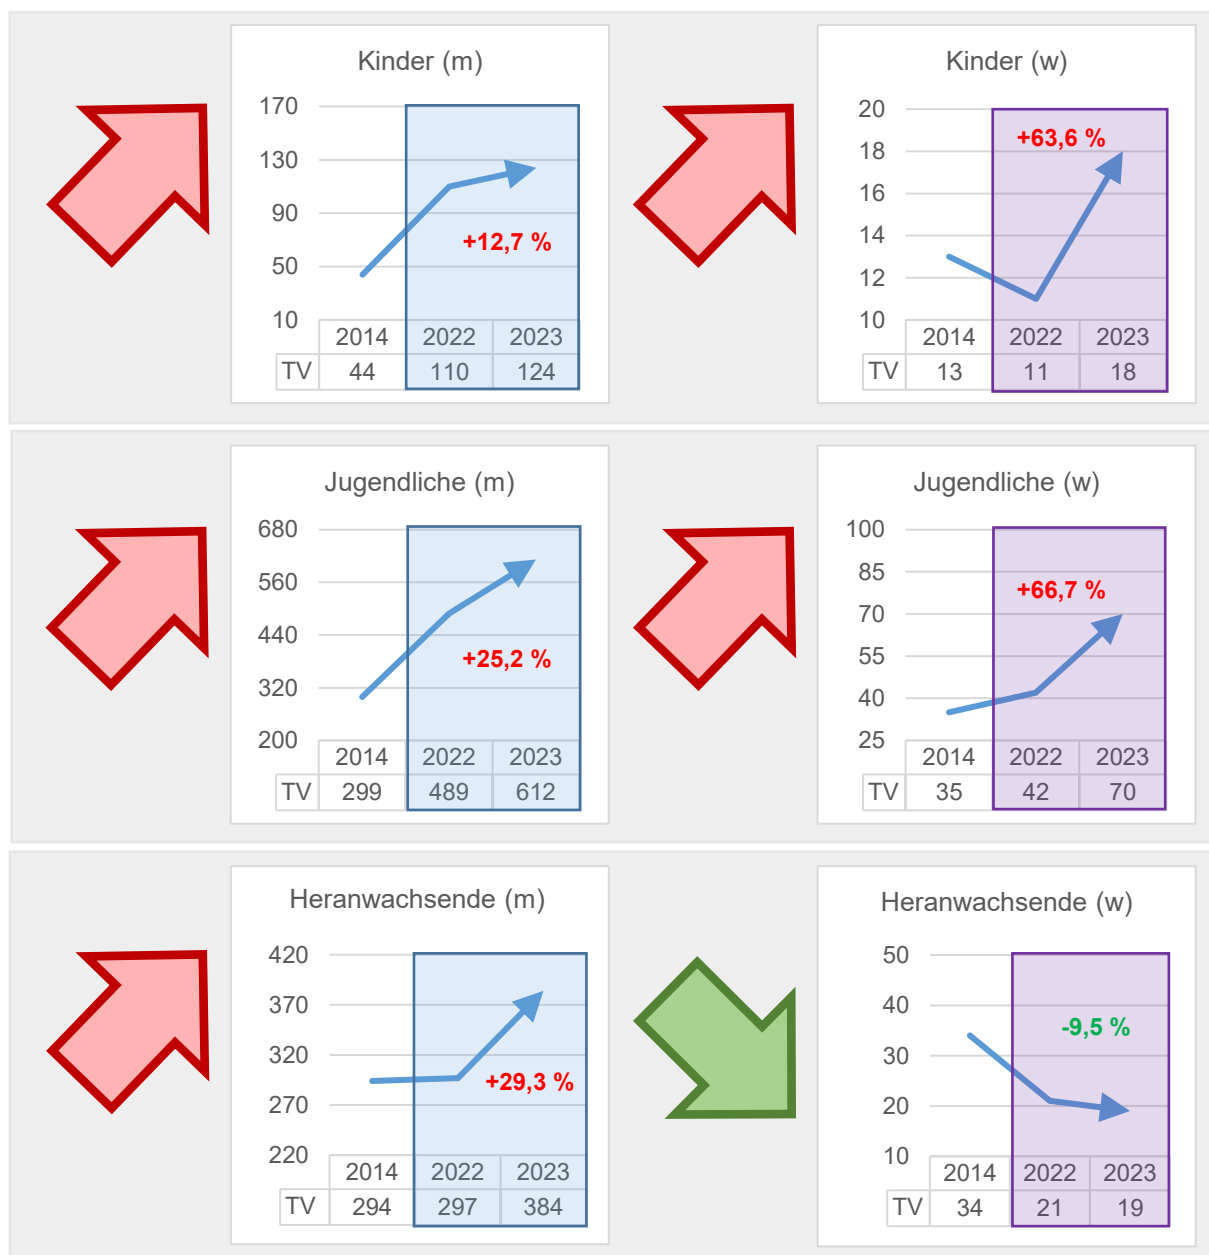 Kinder (m)
170
130
90
50
10
+12,7 %
2014 2022 2023
TV 44 110 124
Kinder (w)
20
18
16
14
12
10
+63,6 %
2014 2022 2023
TV 13 11 18
Jugendliche (m)
680
560
440
320
200
+25,2 %
2014 2022 2023
TV 299 489 612
Jugendliche (w)
100
85
70
55
40
25
+66,7 %
2014 2022 2023
TV 35 42 70
Heranwachsende (m)
420
370
320
270
220
+29,3 %
2014 2022 2023
TV 294 297 384
Heranwachsende (w)
50
40
30
20
10
-9,5 %
2014 2022 2023
TV 34 21 19